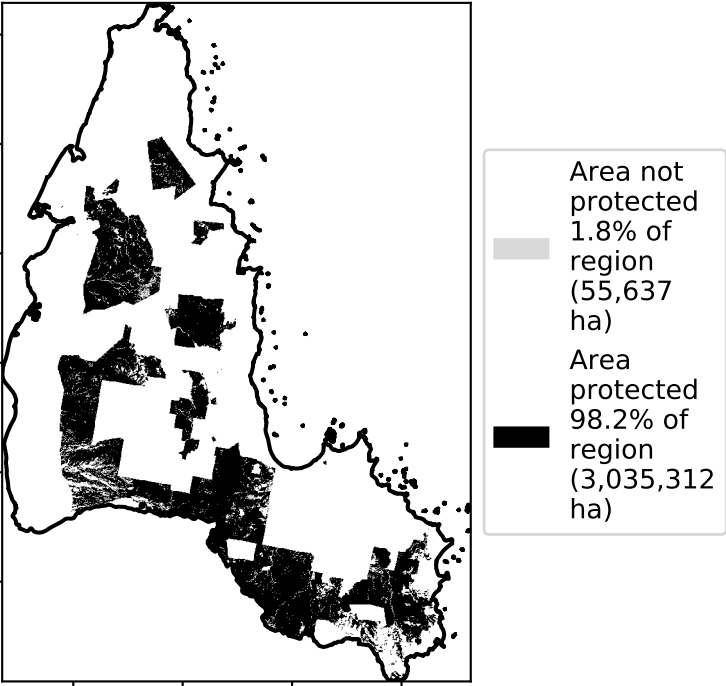 Area not
protected
1.8% of
region
(55,637
ha)
Area
protected
98.2% of
region
(3,035,312
ha)